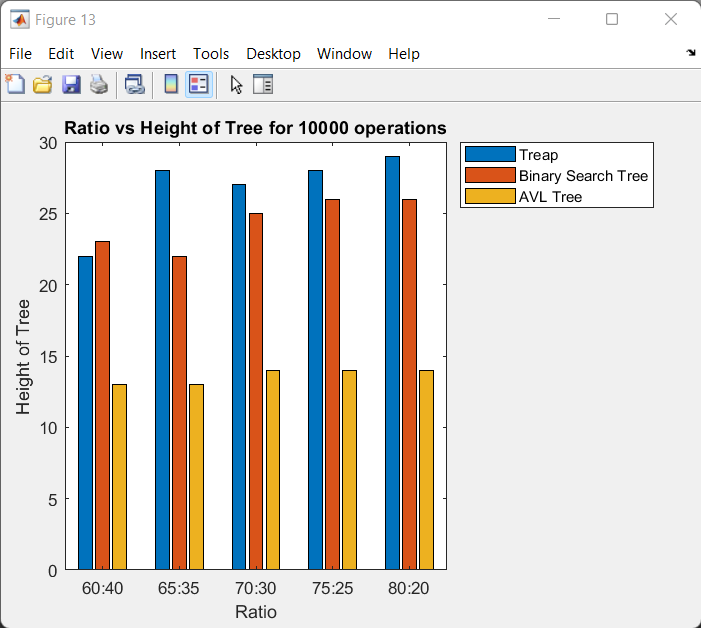 Figure 13
File Edit View Insert Tools Desktop Window Help
Ratio vs Height of Tree for 10000 operations
Treap
Binary Search Tree
AVL Tree
Height of Tree
30
25
20
15
10
5
0
60:40 65:35 70:30 75:25 80:20
Ratio